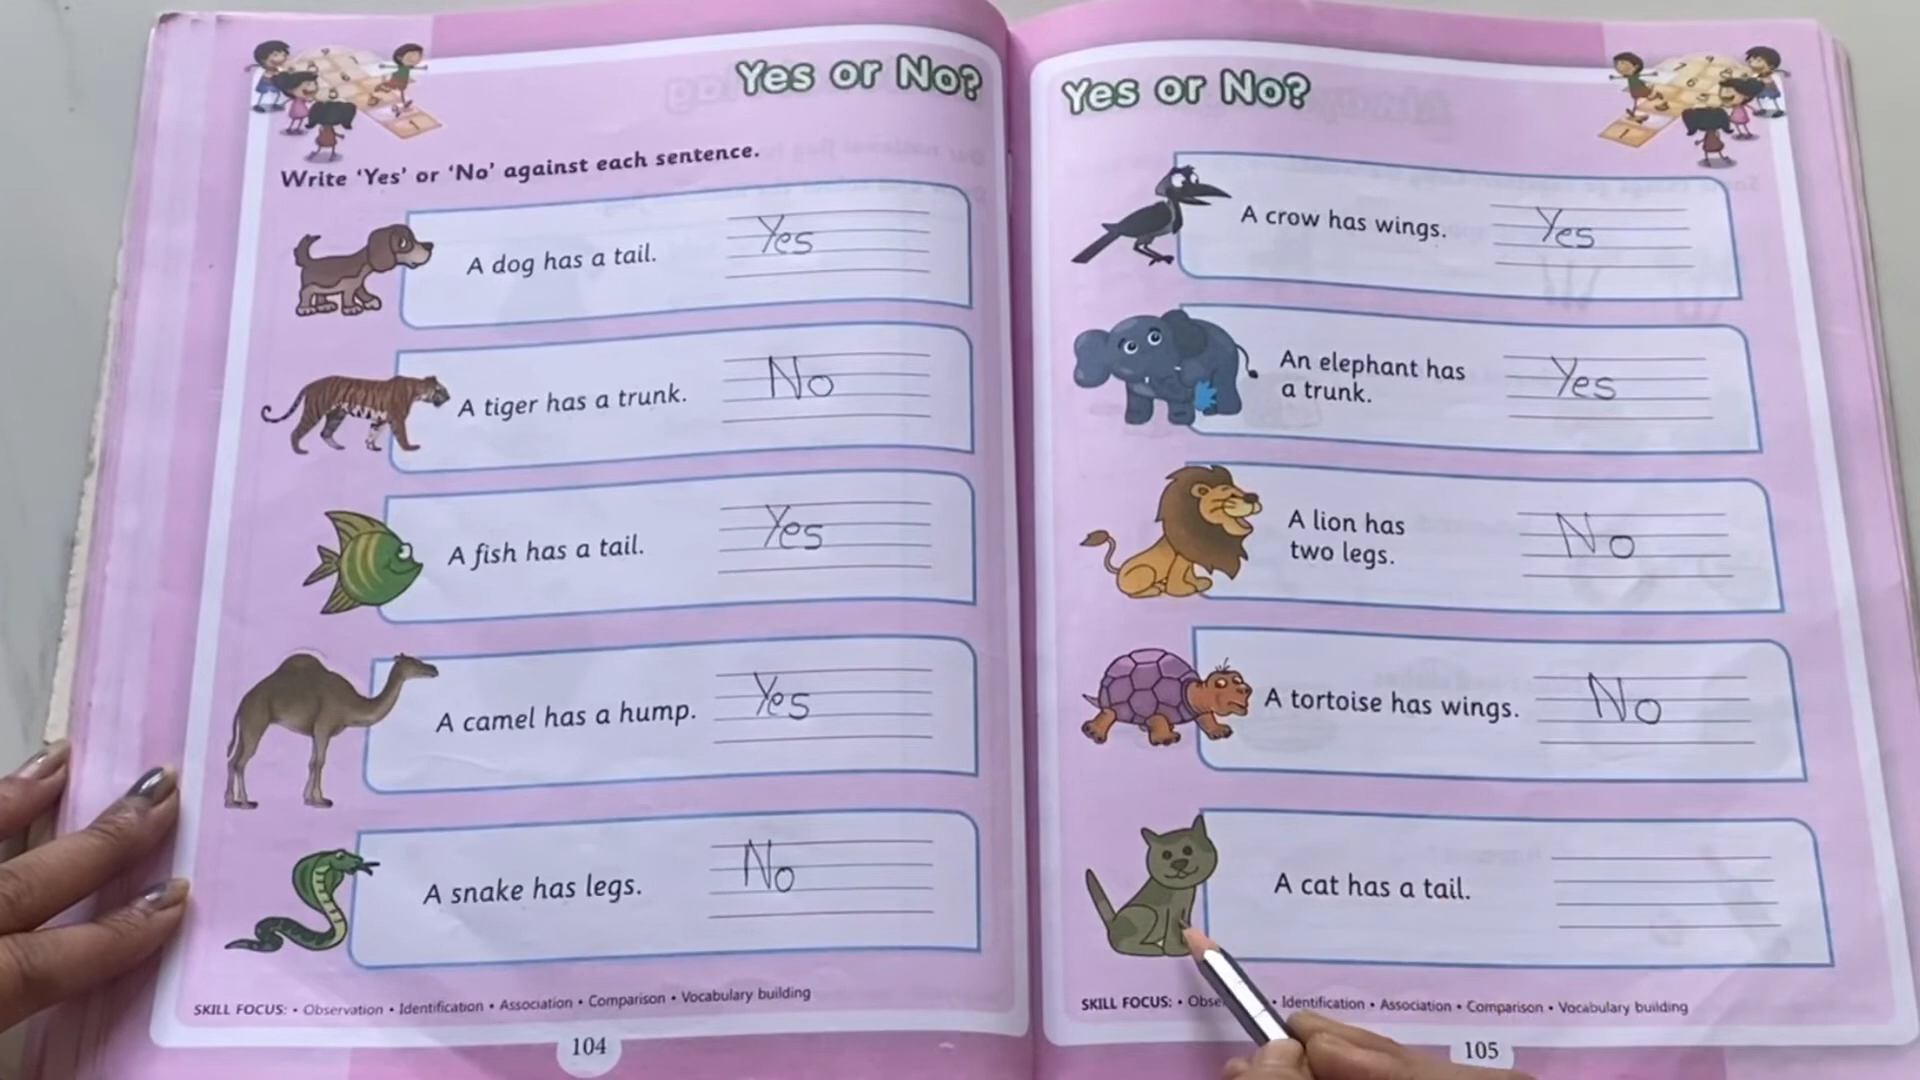 Yes or No?
Write ‘Yes’ or ‘No’ against each sentence.
A dog has a tail. Yes
A tiger has a trunk. No
A fish has a tail. Yes
A camel has a hump. Yes
A snake has legs. No
SKILL FOCUS: • Observation • Identification • Association • Comparison • Vocabulary building
104
Yes or No?
A crow has wings. Yes
An elephant has
a trunk. Yes
A lion has
two legs. No
A tortoise has wings. No
A cat has a tail.
SKILL FOCUS: • Identification • Association • Comparison • Vocabulary building
105